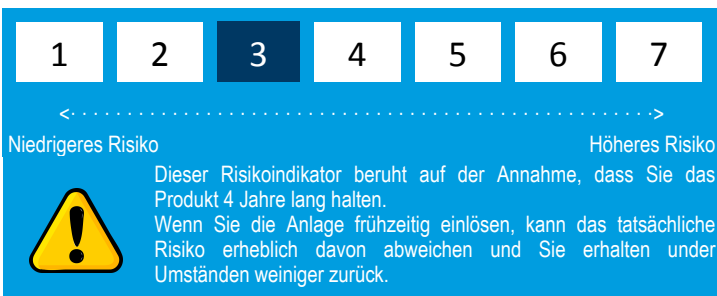 1 2 3 4 5 6 7
<· · · · · · · · · · · · · · · · · · · · · · · · · · · · · · · · · · · · · · · · · · · · · · · · · · · · ·>
Niedrigeres Risiko Höheres Risiko
Dieser Risikoindikator beruht auf der Annahme, dass Sie das
Produkt 4 Jahre lang halten.
Wenn Sie die Anlage frühzeitig einlösen, kann das tatsächliche
Risiko erheblich davon abweichen und Sie erhalten unter
Umständen weiniger zurück.
!